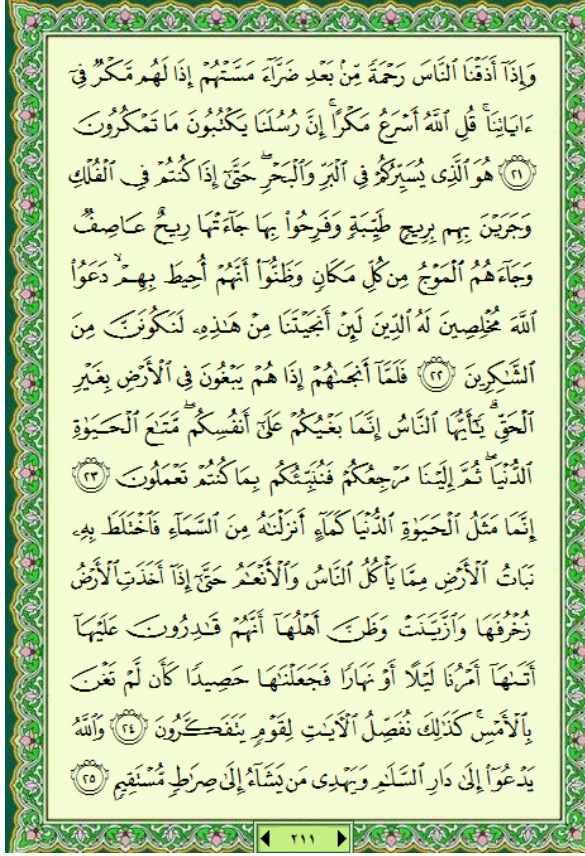 وَإِذَآ أَذَقْنَا ٱلنَّاسَ رَحْمَةً مِّنۢ بَعْدِ ضَرَّآءَ مَسَّتْهُمْ إِذَا لَهُم مَّكْرٌ فِىٓ
ءَايَاتِنَا ۚ قُلِ ٱللَّهُ أَسْرَعُ مَكْرًا ۚ إِنَّ رُسُلَنَا يَكْتُبُونَ مَا تَمْكُرُونَ
﴿٢١﴾ هُوَ ٱلَّذِى يُسَيِّرُكُمْ فِى ٱلْبَرِّ وَٱلْبَحْرِ ۖ حَتَّىٰٓ إِذَا كُنتُمْ فِى ٱلْفُلْكِ
وَجَرَيْنَ بِهِم بِرِيحٍ طَيِّبَةٍ وَفَرِحُوا۟ بِهَا جَآءَتْهَا رِيحٌ عَاصِفٌ
وَجَآءَهُمُ ٱلْمَوْجُ مِن كُلِّ مَكَانٍ وَظَنُّوٓا۟ أَنَّهُمْ أُحِيطَ بِهِمْ ۙ دَعَوُا۟
ٱللَّهَ مُخْلِصِينَ لَهُ ٱلدِّينَ لَئِنْ أَنجَيْتَنَا مِنْ هَـٰذِهِۦ لَنَكُونَنَّ مِنَ
ٱلشَّـٰكِرِينَ ﴿٢٢﴾ فَلَمَّآ أَنجَىٰهُمْ إِذَا هُمْ يَبْغُونَ فِى ٱلْأَرْضِ بِغَيْرِ
ٱلْحَقِّ ۗ يَـٰٓأَيُّهَا ٱلنَّاسُ إِنَّمَا بَغْيُكُمْ عَلَىٰٓ أَنفُسِكُم ۖ مَّتَـٰعَ ٱلْحَيَوٰةِ
ٱلدُّنْيَا ۖ ثُمَّ إِلَيْنَا مَرْجِعُكُمْ فَنُنَبِّئُكُم بِمَا كُنتُمْ تَعْمَلُونَ ﴿٢٣﴾
إِنَّمَا مَثَلُ ٱلْحَيَوٰةِ ٱلدُّنْيَا كَمَآءٍ أَنزَلْنَـٰهُ مِنَ ٱلسَّمَآءِ فَٱخْتَلَطَ بِهِۦ
نَبَاتُ ٱلْأَرْضِ مِمَّا يَأْكُلُ ٱلنَّاسُ وَٱلْأَنْعَـٰمُ حَتَّىٰٓ إِذَآ أَخَذَتِ ٱلْأَرْضُ
زُخْرُفَهَا وَٱزَّيَّنَتْ وَظَنَّ أَهْلُهَآ أَنَّهُمْ قَـٰدِرُونَ عَلَيْهَآ
أَتَىٰهَآ أَمْرُنَا لَيْلًا أَوْ نَهَارًا فَجَعَلْنَـٰهَا حَصِيدًا كَأَن لَّمْ تَغْنَ
بِٱلْأَمْسِ ۚ كَذَٰلِكَ نُفَصِّلُ ٱلْـَٔايَـٰتِ لِقَوْمٍ يَتَفَكَّرُونَ ﴿٢٤﴾ وَٱللَّهُ
يَدْعُوٓا۟ إِلَىٰ دَارِ ٱلسَّلَـٰمِ وَيَهْدِى مَن يَشَآءُ إِلَىٰ صِرَٰطٍ مُّسْتَقِيمٍ ﴿٢٥﴾
٢١١